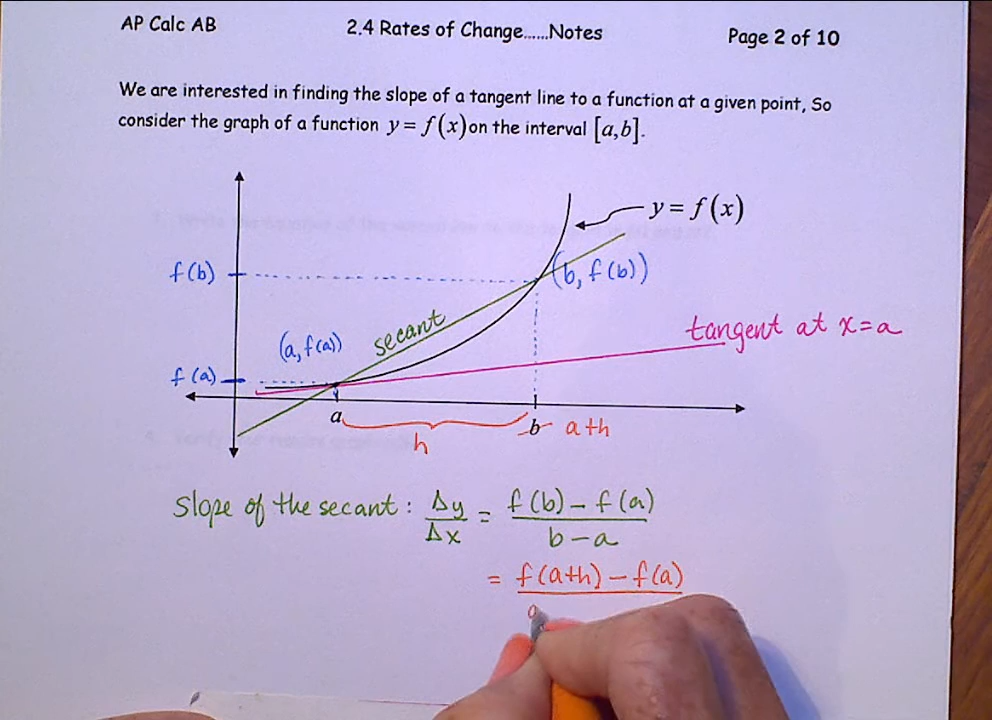 AP Calc AB
2.4 Rates of Change......Notes
Page 2 of 10
We are interested in finding the slope of a tangent line to a function at a given point, So
consider the graph of a function y = f(x) on the interval [a,b].
y = f(x)
f(b)
(b, f(b))
tangent at x=a
secant
(a, f(a))
f(a)
a
b
a+h
h
Slope of the secant: Δy/Δx = f(b) - f(a) / b - a
= f(a+h) - f(a)